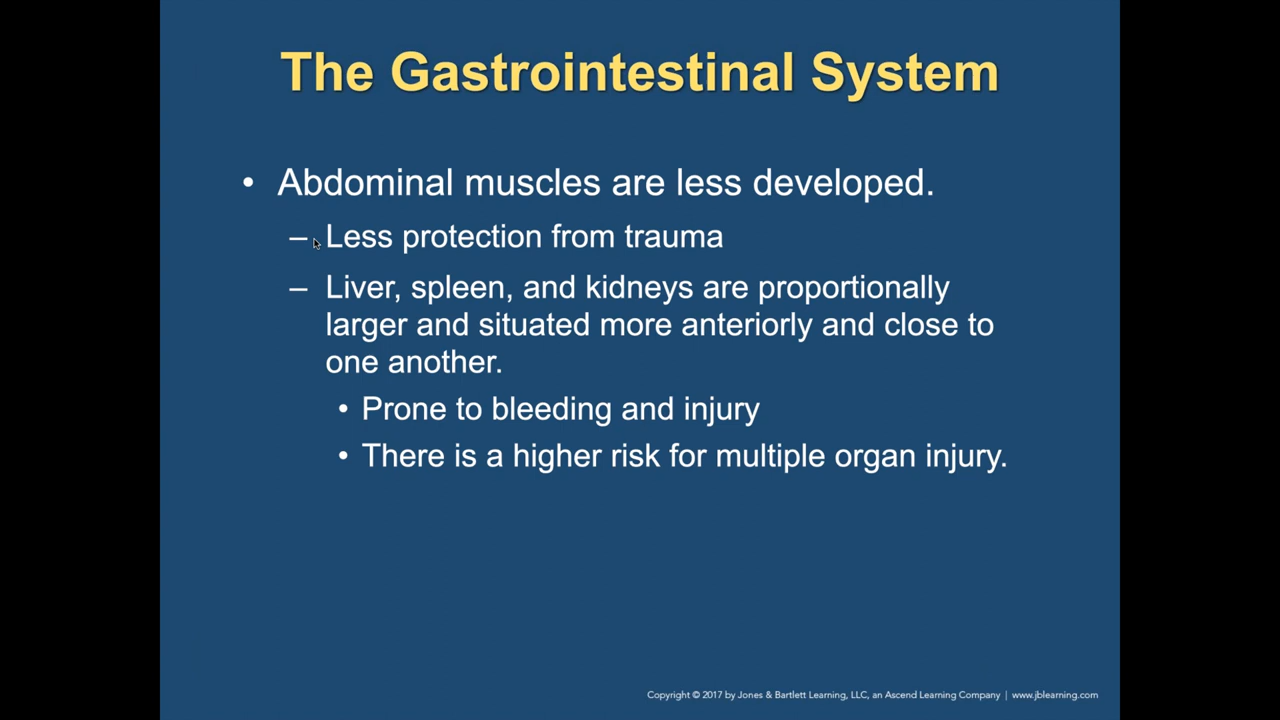 The Gastrointestinal System
• Abdominal muscles are less developed.
– Less protection from trauma
– Liver, spleen, and kidneys are proportionally
larger and situated more anteriorly and close to
one another.
• Prone to bleeding and injury
• There is a higher risk for multiple organ injury.
Copyright © 2017 by Jones & Bartlett Learning, LLC, an Ascend Learning Company | www.jblearning.com